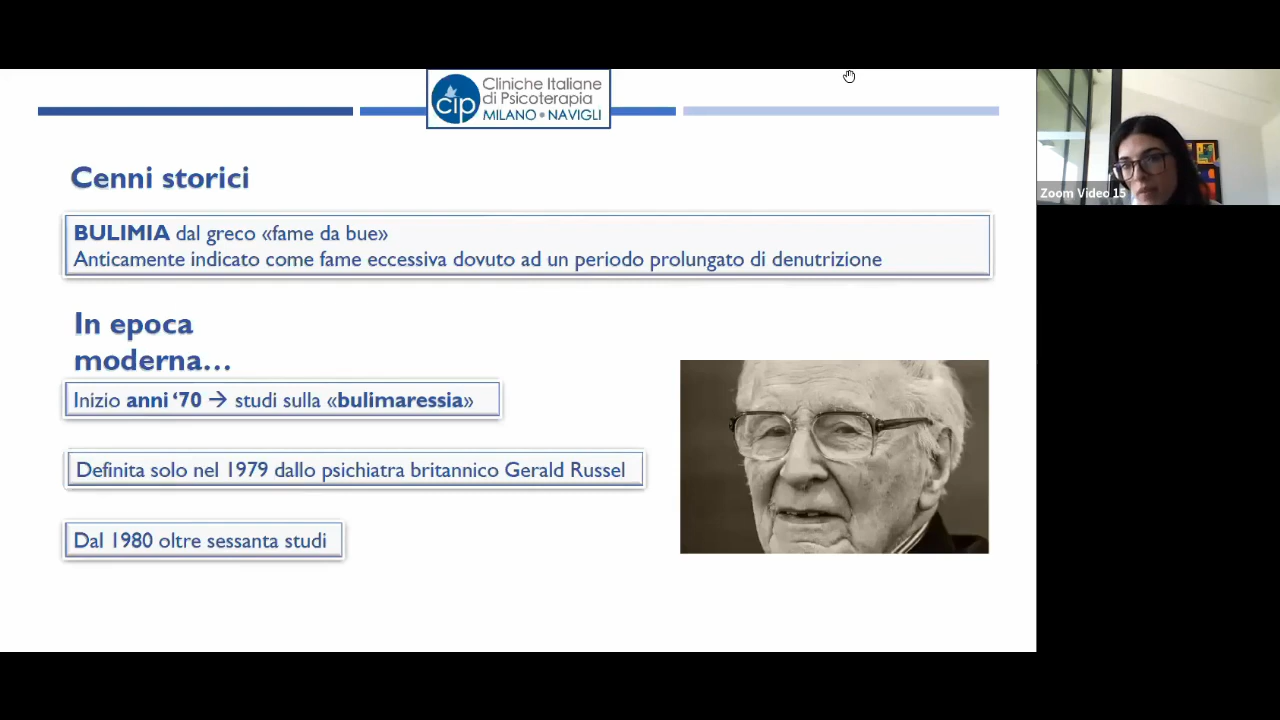 Cliniche Italiane
di Psicoterapia
cip
MILANO • NAVIGLI
Zoom Video 15
Cenni storici
BULIMIA dal greco «fame da bue»
Anticamente indicato come fame eccessiva dovuto ad un periodo prolungato di denutrizione
In epoca
moderna…
Inizio anni ‘70 → studi sulla «bulimaressia»
Definita solo nel 1979 dallo psichiatra britannico Gerald Russel
Dal 1980 oltre sessanta studi